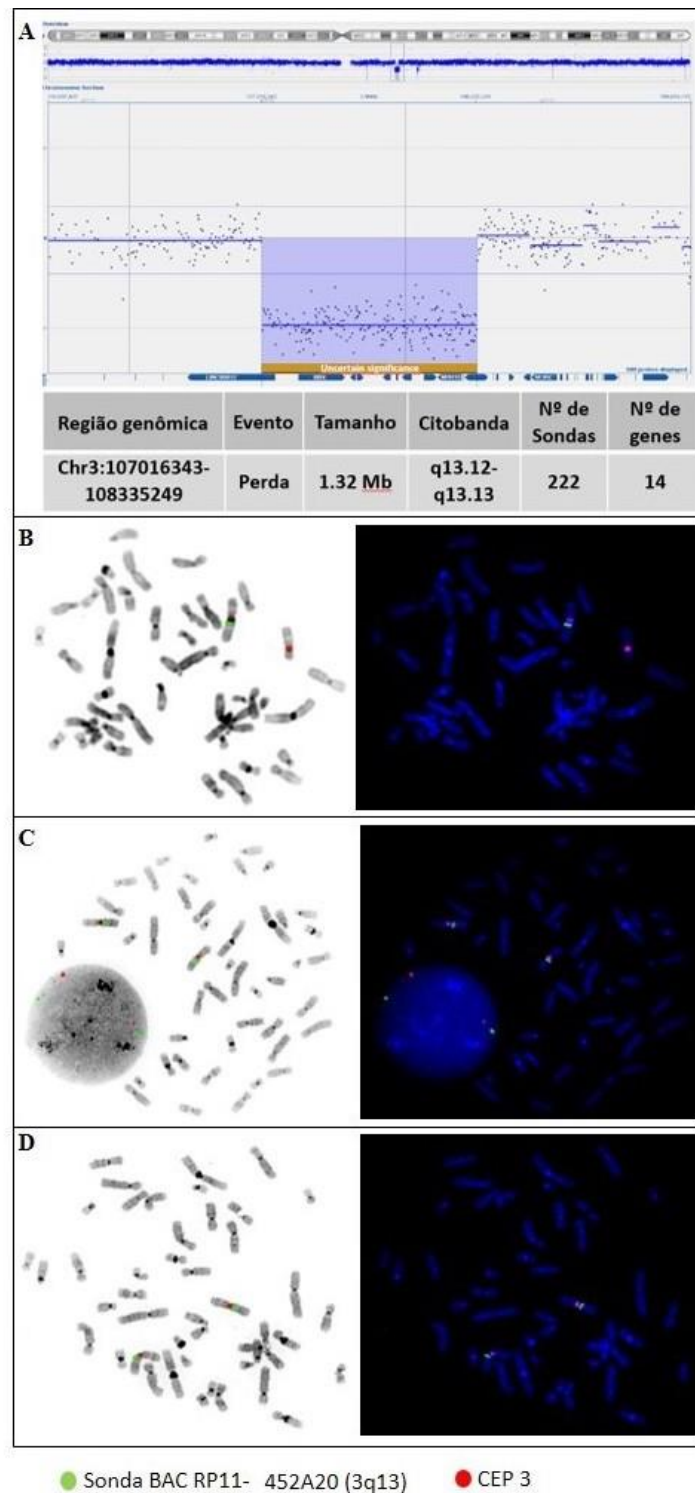 A
Uncertain significance
Região genômica Evento Tamanho Citobanda Nº de Sondas Nº de genes
Chr3:107016343-108335249 Perda 1.32 Mb q13.12-q13.13 222 14
B
C
D
Sonda BAC RP11- 452A20 (3q13) CEP 3